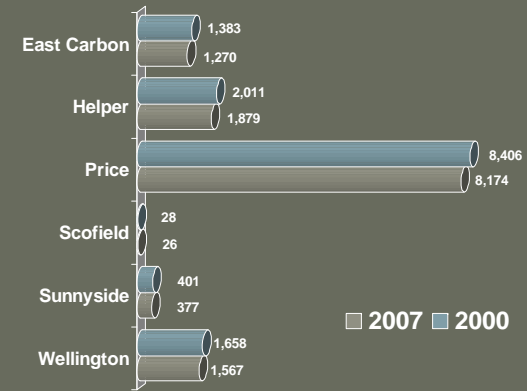 East Carbon
1,383
1,270
Helper
2,011
1,879
Price
8,406
8,174
Scofield
28
26
Sunnyside
401
377
Wellington
1,658
1,567
2007 2000